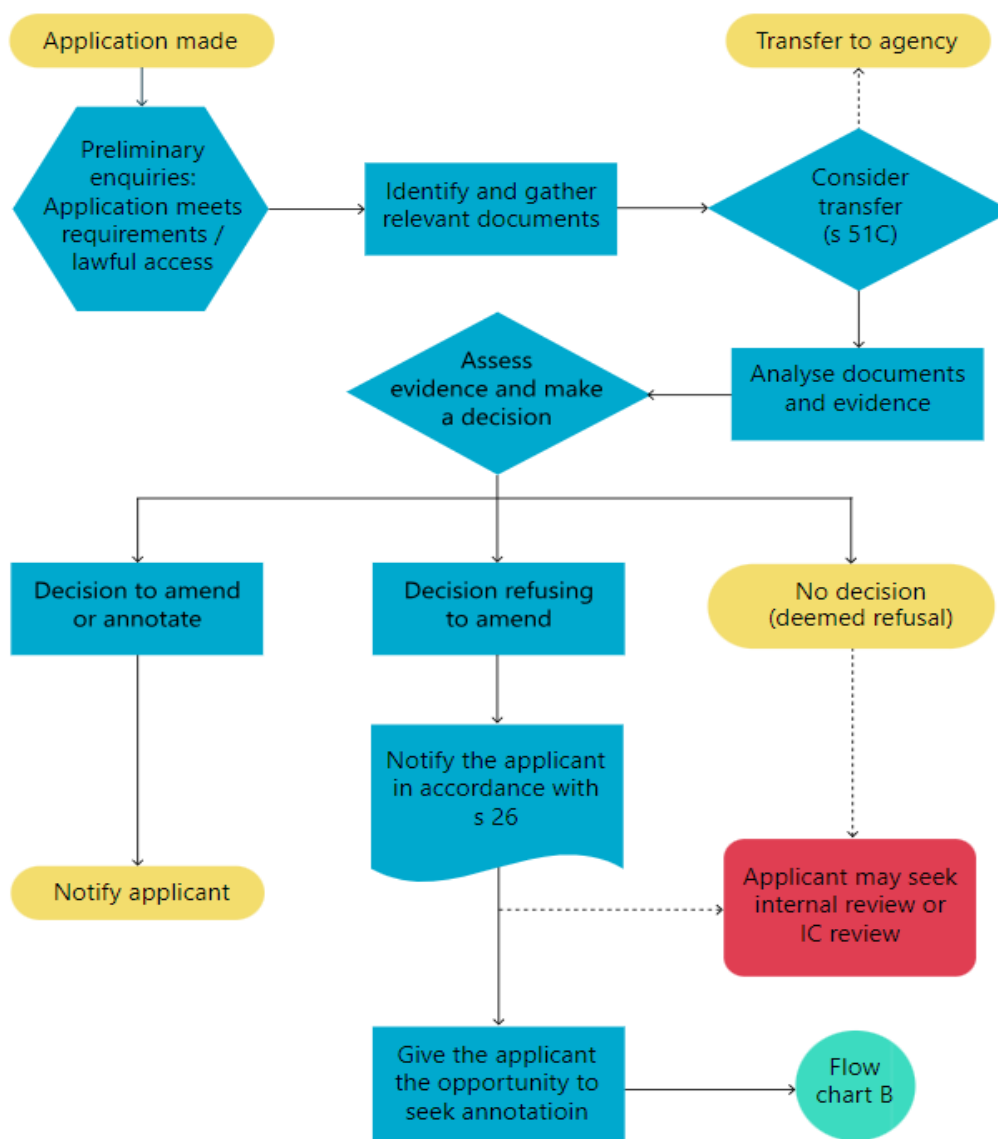 Application made
Transfer to agency
Preliminary
enquiries:
Application meets
requirements /
lawful access
Identify and gather
relevant documents
Consider
transfer
(s 51C)
Analyse documents
and evidence
Assess
evidence and make
a decision
Decision to amend
or annotate
Decision refusing
to amend
No decision
(deemed refusal)
Notify the applicant
in accordance with
s 26
Notify applicant
Applicant may seek
internal review or
IC review
Give the applicant
the opportunity to
seek annotatioin
Flow
chart B